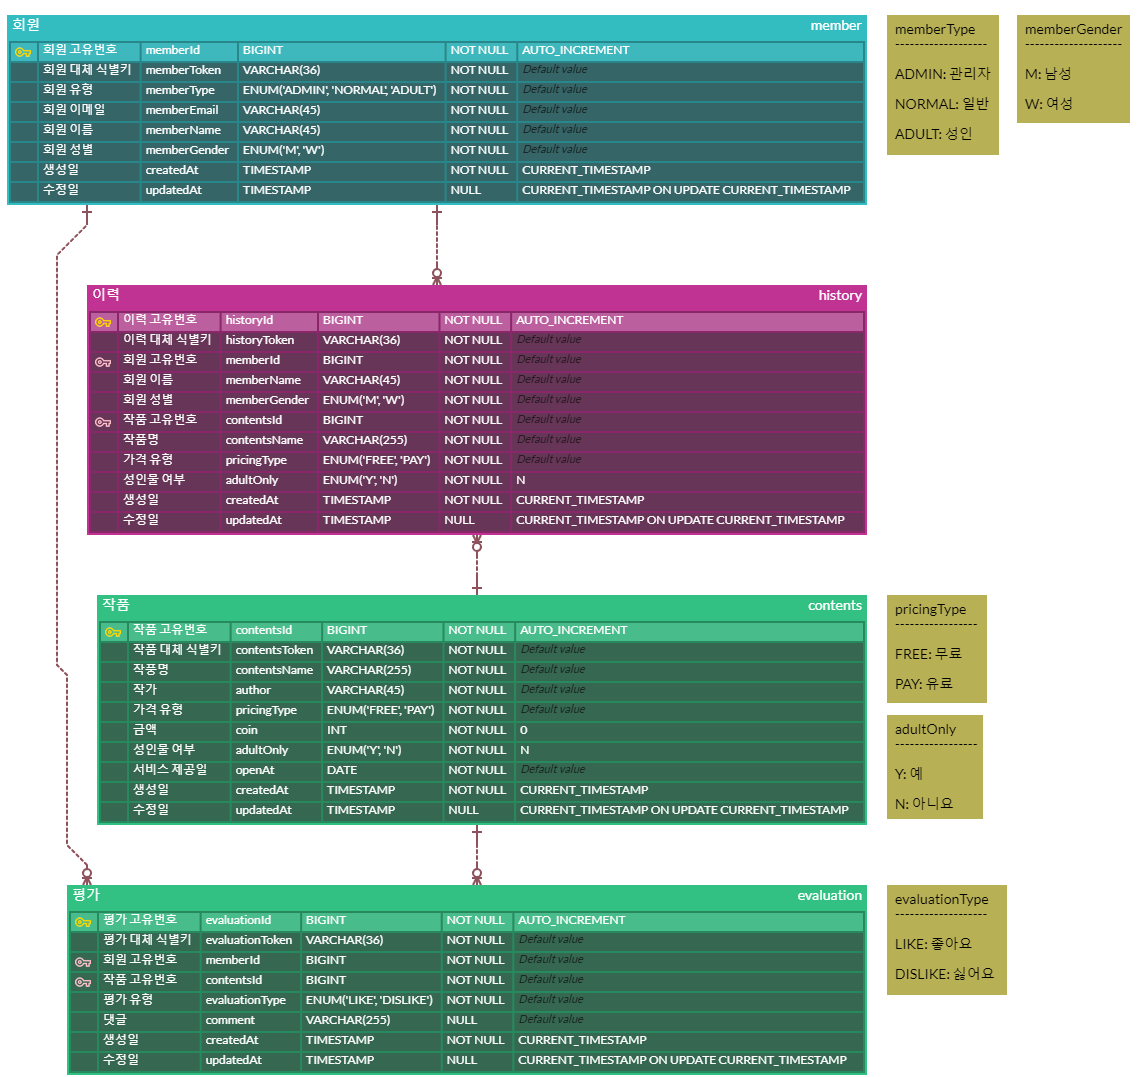 회원 member
회원 고유번호 memberId BIGINT NOT NULL AUTO_INCREMENT
회원 대체 식별키 memberToken VARCHAR(36) NOT NULL Default value
회원 유형 memberType ENUM('ADMIN', 'NORMAL', 'ADULT') NOT NULL Default value
회원 이메일 memberEmail VARCHAR(45) NOT NULL Default value
회원 이름 memberName VARCHAR(45) NOT NULL Default value
회원 성별 memberGender ENUM('M', 'W') NOT NULL Default value
생성일 createdAt TIMESTAMP NOT NULL CURRENT_TIMESTAMP
수정일 updatedAt TIMESTAMP NULL CURRENT_TIMESTAMP ON UPDATE CURRENT_TIMESTAMP
memberType
-------------------
ADMIN: 관리자
NORMAL: 일반
ADULT: 성인
memberGender
--------------------
M: 남성
W: 여성
이력 history
이력 고유번호 historyId BIGINT NOT NULL AUTO_INCREMENT
이력 대체 식별키 historyToken VARCHAR(36) NOT NULL Default value
회원 고유번호 memberId BIGINT NOT NULL Default value
회원 이름 memberName VARCHAR(45) NOT NULL Default value
회원 성별 memberGender ENUM('M', 'W') NOT NULL Default value
작품 고유번호 contentsId BIGINT NOT NULL Default value
작품명 contentsName VARCHAR(255) NOT NULL Default value
가격 유형 pricingType ENUM('FREE', 'PAY') NOT NULL Default value
성인물 여부 adultOnly ENUM('Y', 'N') NOT NULL N
생성일 createdAt TIMESTAMP NOT NULL CURRENT_TIMESTAMP
수정일 updatedAt TIMESTAMP NULL CURRENT_TIMESTAMP ON UPDATE CURRENT_TIMESTAMP
작품 contents
작품 고유번호 contentsId BIGINT NOT NULL AUTO_INCREMENT
작품 대체 식별키 contentsToken VARCHAR(36) NOT NULL Default value
작품명 contentsName VARCHAR(255) NOT NULL Default value
작가 author VARCHAR(45) NOT NULL Default value
가격 유형 pricingType ENUM('FREE', 'PAY') NOT NULL Default value
금액 coin INT NOT NULL 0
성인물 여부 adultOnly ENUM('Y', 'N') NOT NULL N
서비스 제공일 openAt DATE NOT NULL Default value
생성일 createdAt TIMESTAMP NOT NULL CURRENT_TIMESTAMP
수정일 updatedAt TIMESTAMP NULL CURRENT_TIMESTAMP ON UPDATE CURRENT_TIMESTAMP
pricingType
-----------------
FREE: 무료
PAY: 유료
adultOnly
-----------------
Y: 예
N: 아니요
평가 evaluation
평가 고유번호 evaluationId BIGINT NOT NULL AUTO_INCREMENT
평가 대체 식별키 evaluationToken VARCHAR(36) NOT NULL Default value
회원 고유번호 memberId BIGINT NOT NULL Default value
작품 고유번호 contentsId BIGINT NOT NULL Default value
평가 유형 evaluationType ENUM('LIKE', 'DISLIKE') NOT NULL Default value
댓글 comment VARCHAR(255) NULL Default value
생성일 createdAt TIMESTAMP NOT NULL CURRENT_TIMESTAMP
수정일 updatedAt TIMESTAMP NULL CURRENT_TIMESTAMP ON UPDATE CURRENT_TIMESTAMP
evaluationType
-------------------
LIKE: 좋아요
DISLIKE: 싫어요